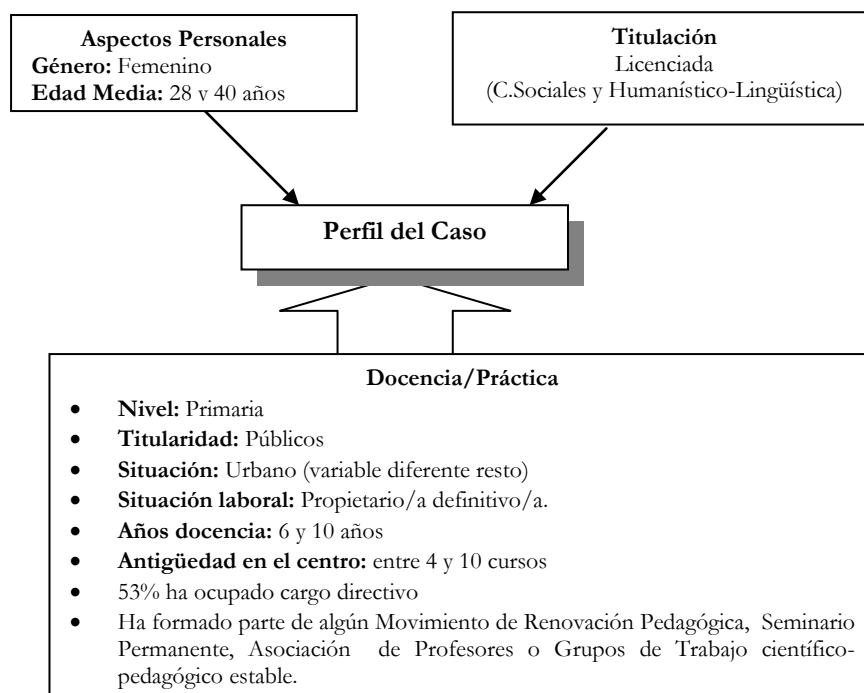 Aspectos Personales
Género: Femenino
Edad Media: 28 y 40 años
Titulación
Licenciada
(C.Sociales y Humanístico-Lingüística)
Perfil del Caso
Docencia/Práctica
• Nivel: Primaria
• Titularidad: Públicos
• Situación: Urbano (variable diferente resto)
• Situación laboral: Propietario/a definitivo/a.
• Años docencia: 6 y 10 años
• Antigüedad en el centro: entre 4 y 10 cursos
• 53% ha ocupado cargo directivo
• Ha formado parte de algún Movimiento de Renovación Pedagógica, Seminario
Permanente, Asociación de Profesores o Grupos de Trabajo científico-
pedagógico estable.